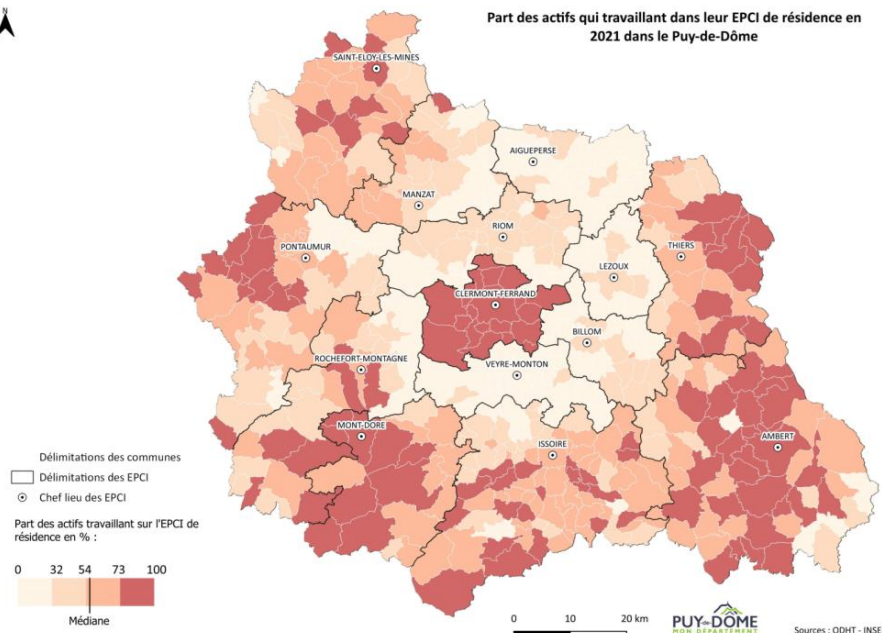 N
Part des actifs qui travaillant dans leur EPCI de résidence en
2021 dans le Puy-de-Dôme
SAINT-ELOY-LES-MINES
AIGUEPERSE
MANZAT
RIOM
PONTAUMUR
THIERS
LEZOUX
CLERMONT-FERRAND
BILLOM
ROCHEFORT-MONTAGNE
VEYRE-MONTON
MONT-DORE
ISSOIRE
AMBERT
Délimitations des communes
Délimitations des EPCI
Chef lieu des EPCI
Part des actifs travaillant sur l'EPCI de
résidence en % :
0 32 54 73 100
Médiane
0 10 20 km
PUY-DE-DÔME
MON DÉPARTEMENT
Sources : ODHT - INSE